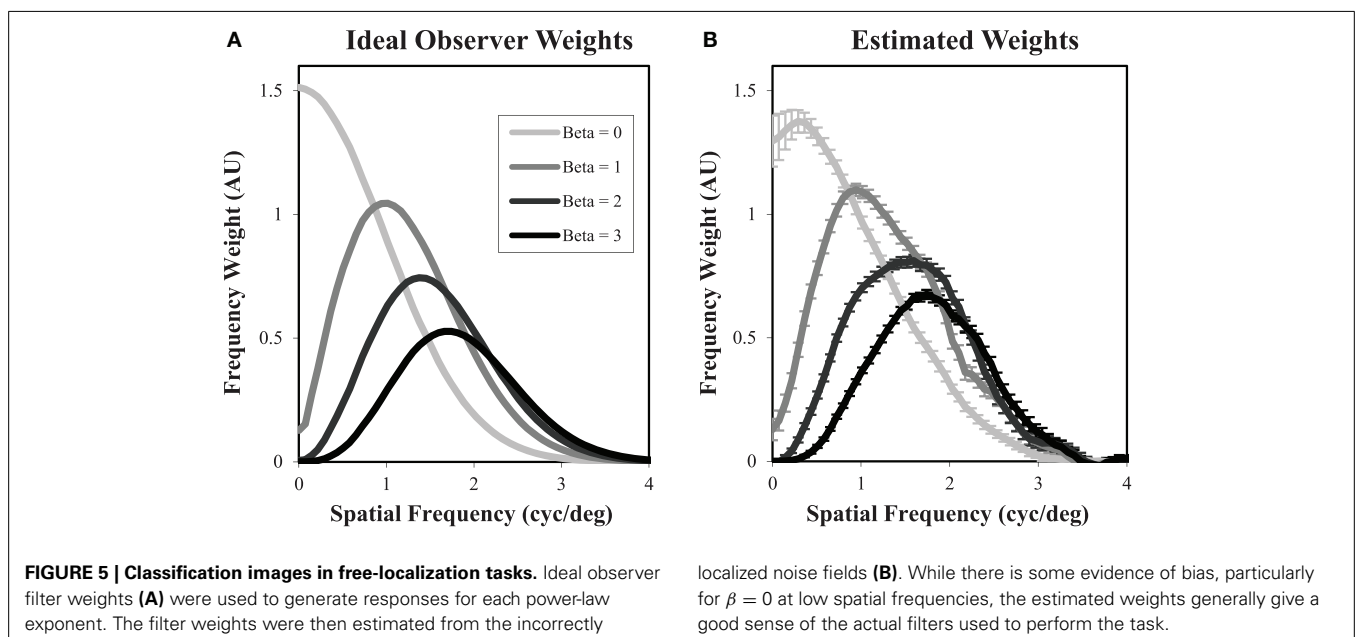 A Ideal Observer Weights
1.5
1
0.5
0
Frequency Weight (AU)
Beta = 0
Beta = 1
Beta = 2
Beta = 3
0 1 2 3 4
Spatial Frequency (cyc/deg)
B Estimated Weights
1.5
1
0.5
0
Frequency Weight (AU)
0 1 2 3 4
Spatial Frequency (cyc/deg)
FIGURE 5 | Classification images in free-localization tasks. Ideal observer
filter weights (A) were used to generate responses for each power-law
exponent. The filter weights were then estimated from the incorrectly
localized noise fields (B). While there is some evidence of bias, particularly
for β = 0 at low spatial frequencies, the estimated weights generally give a
good sense of the actual filters used to perform the task.